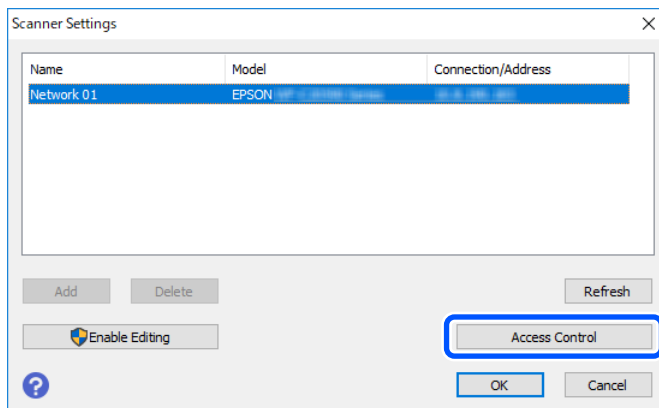 Scanner Settings
Name Model Connection/Address
Network 01 EPSON
Add Delete Refresh
Enable Editing Access Control
? OK Cancel